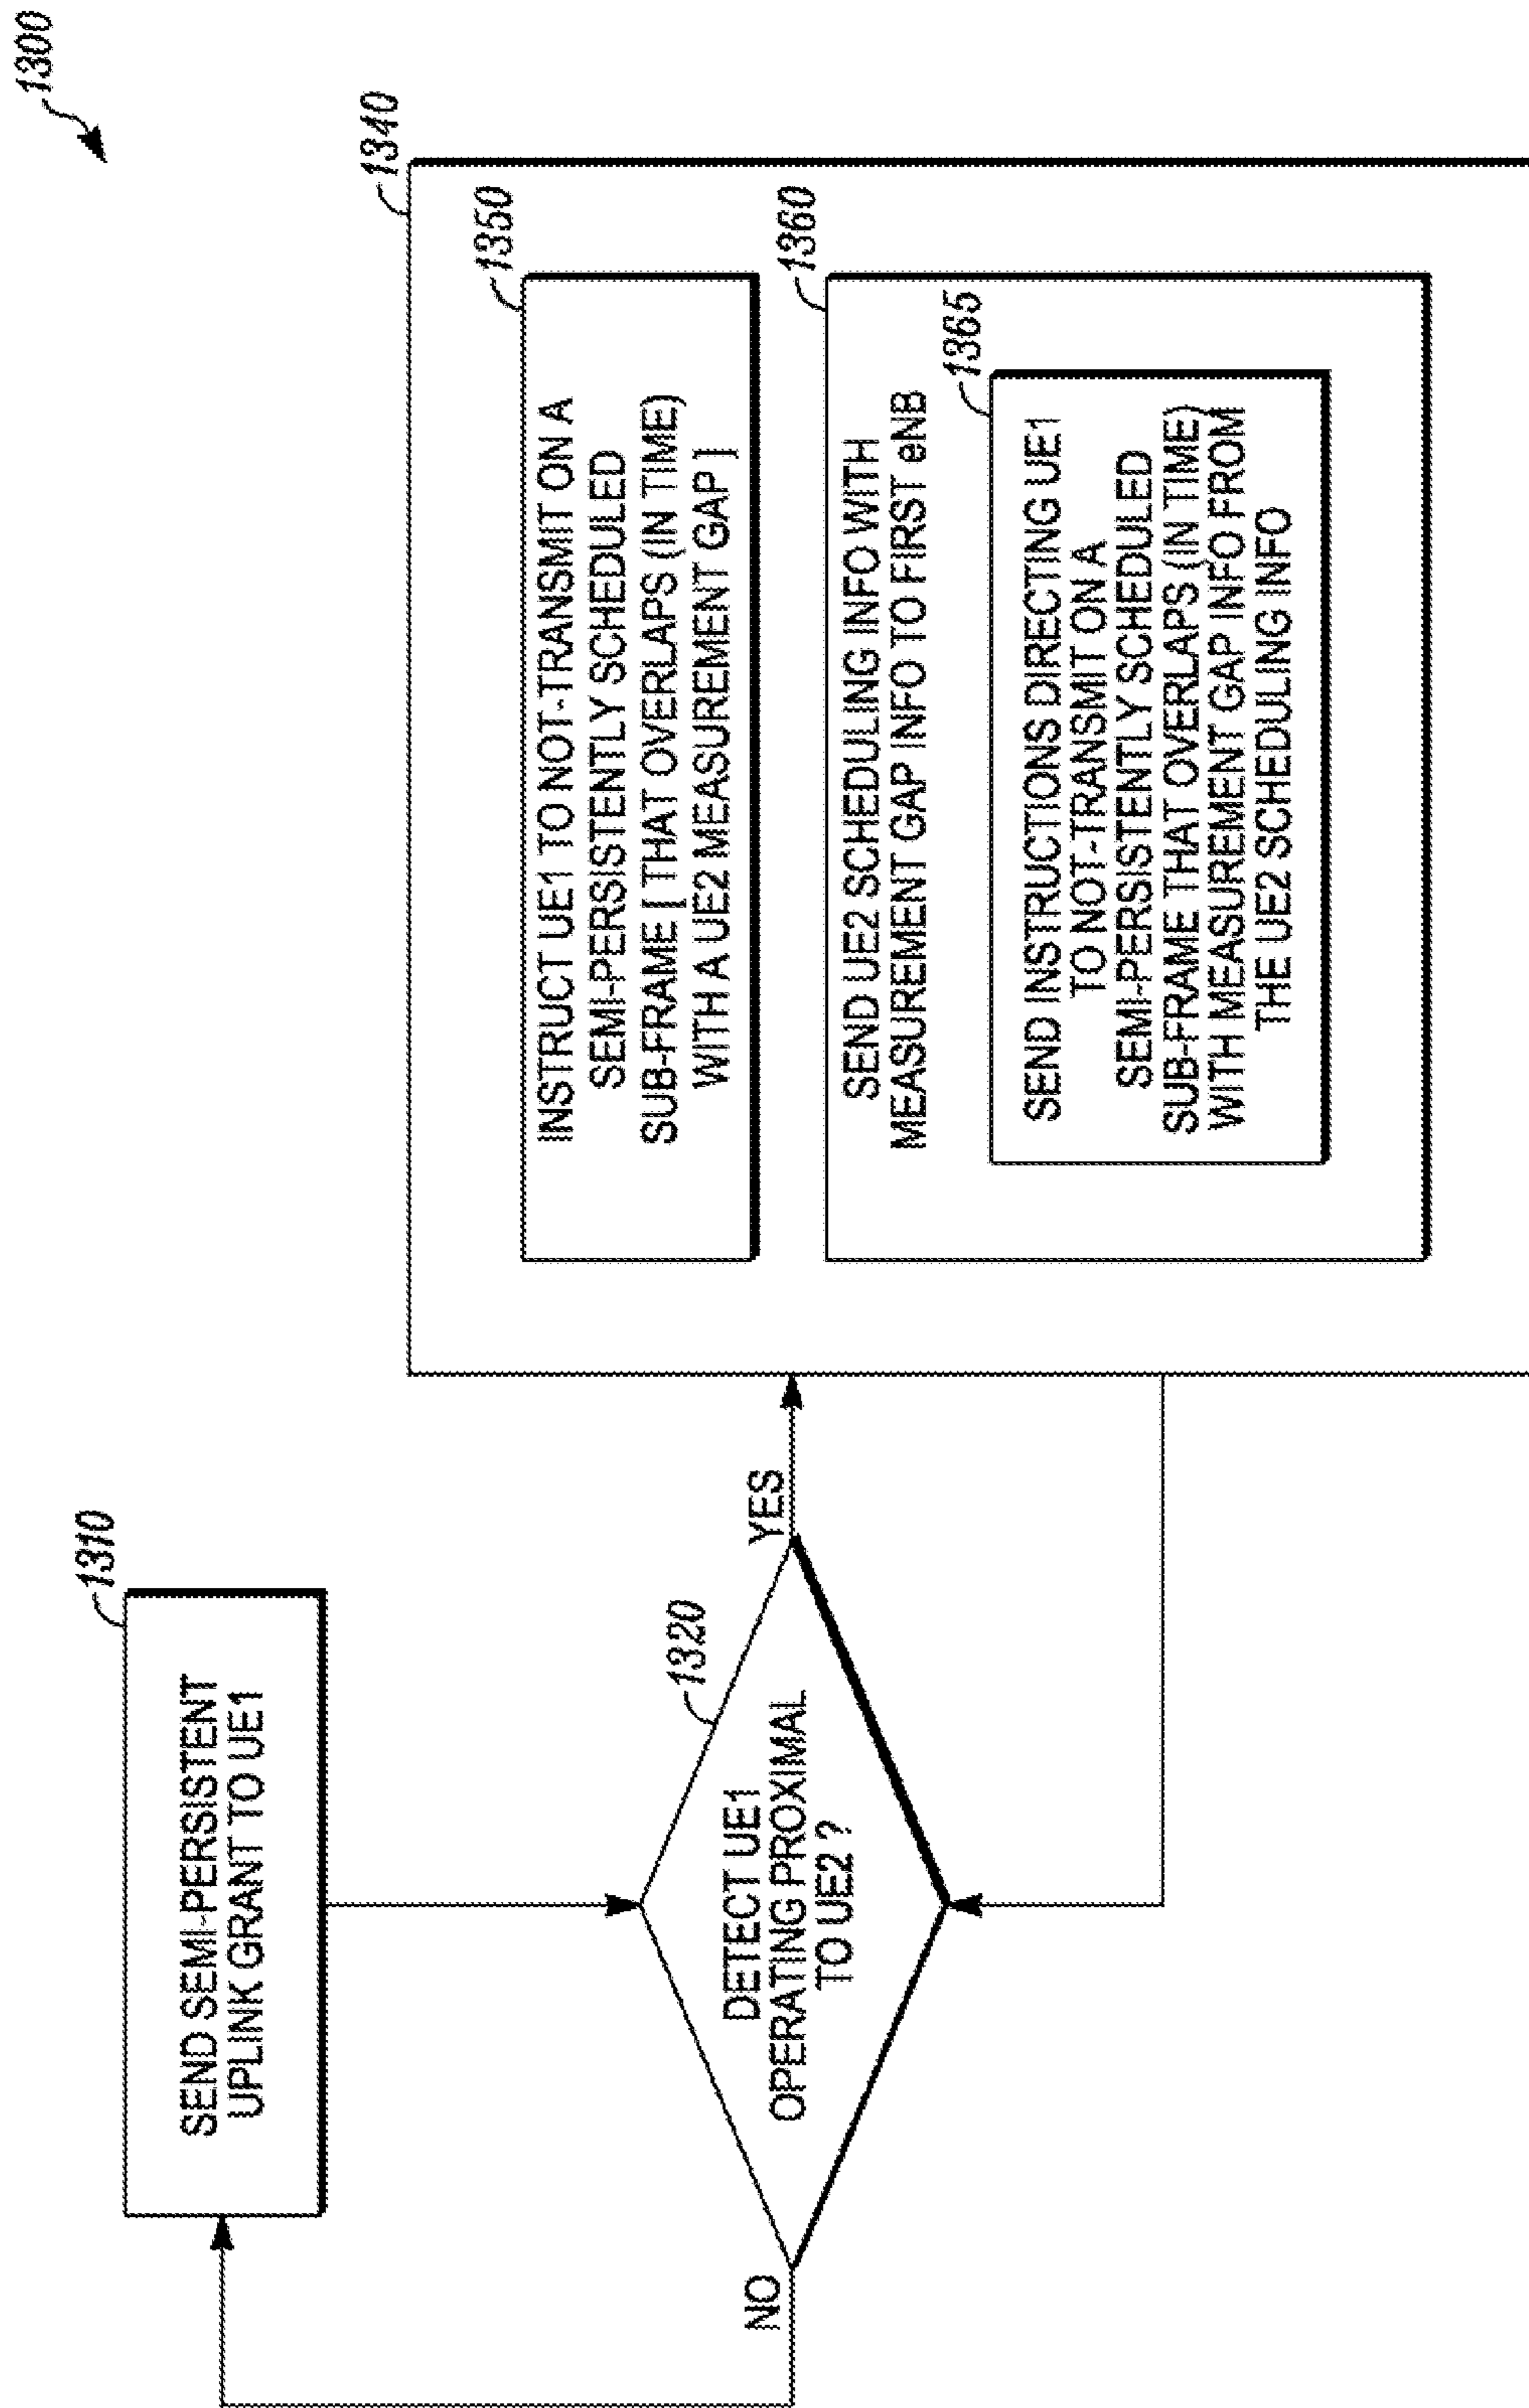 1300
1310
SEND SEMI-PERSISTENT
UPLINK GRANT TO UE1
1320
DETECT UE1
OPERATING PROXIMAL
TO UE2 ?
NO
YES
1340
1350
INSTRUCT UE1 TO NOT-TRANSMIT ON A
SEMI-PERSISTENTLY SCHEDULED
SUB-FRAME [ THAT OVERLAPS (IN TIME)
WITH A UE2 MEASUREMENT GAP ]
1360
SEND UE2 SCHEDULING INFO WITH
MEASUREMENT GAP INFO TO FIRST eNB
1365
SEND INSTRUCTIONS DIRECTING UE1
TO NOT-TRANSMIT ON A
SEMI-PERSISTENTLY SCHEDULED
SUB-FRAME THAT OVERLAPS (IN TIME)
WITH MEASUREMENT GAP INFO FROM
THE UE2 SCHEDULING INFO